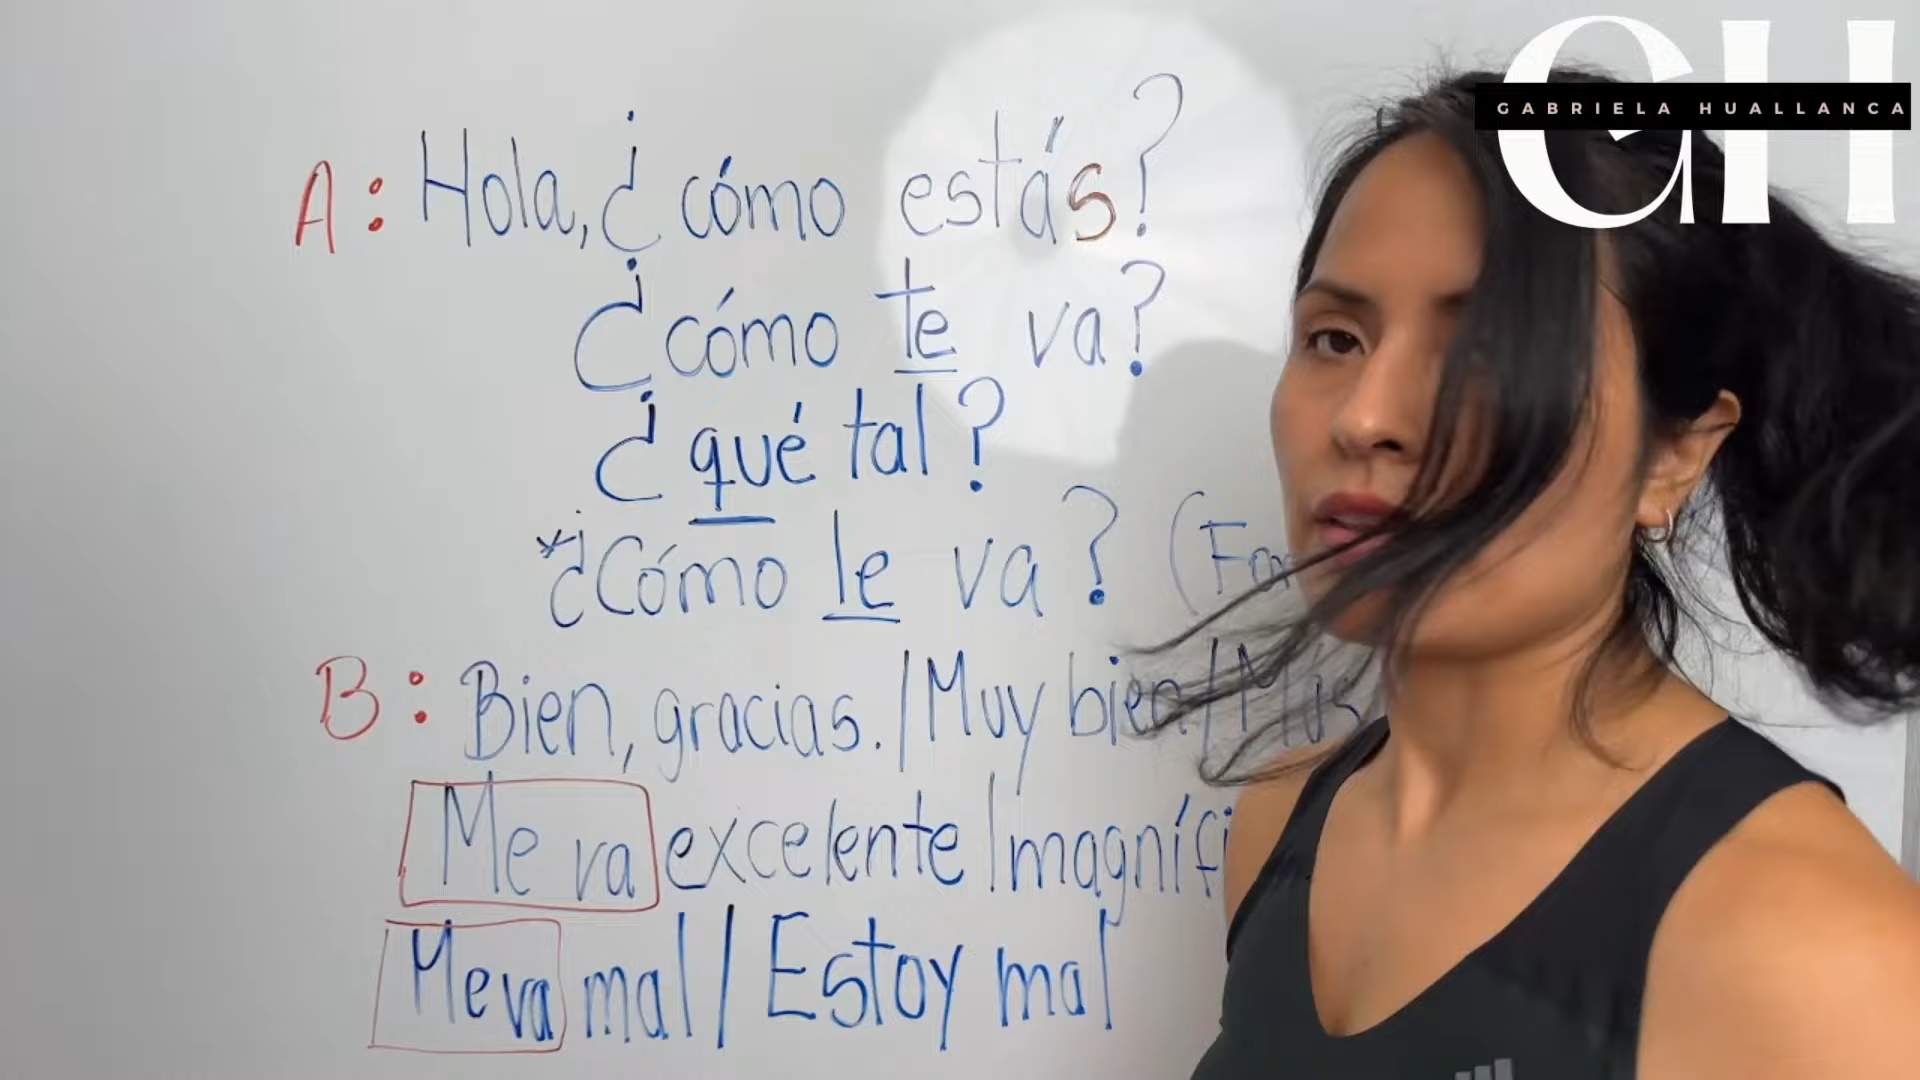 GH
GABRIELA HUALLANCA
A: Hola, ¿cómo estás?
¿cómo te va?
¿qué tal?
*¿Cómo le va? (
B: Bien, gracias. / Muy bien /
Me va excelente /
Me va mal / Estoy mal